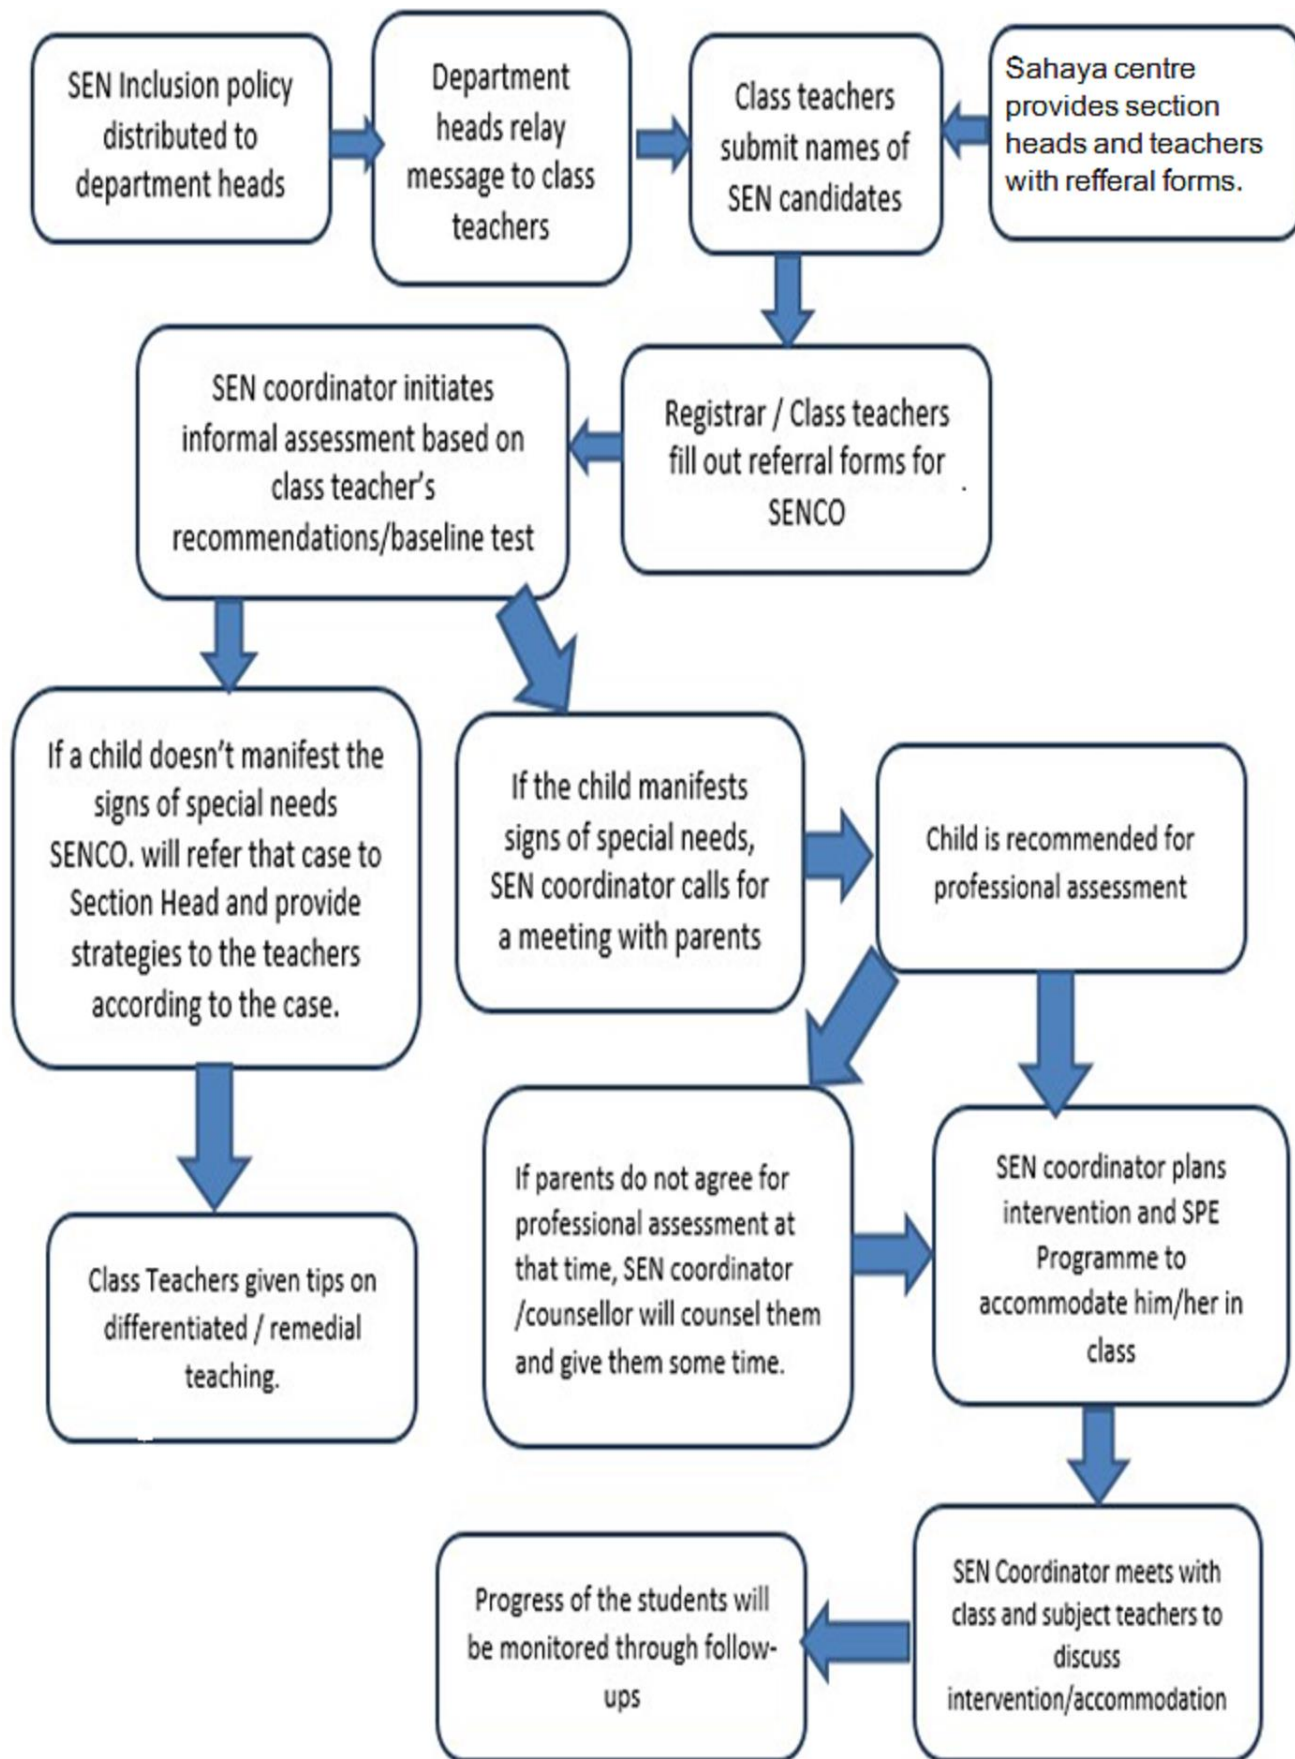 SEN Inclusion policy
distributed to
department heads
Department
heads relay
message to class
teachers
Class teachers
submit names of
SEN candidates
Sahaya centre
provides section
heads and teachers
with refferal forms.
SEN coordinator initiates
informal assessment based on
class teacher's
recommendations/baseline test
Registrar / Class teachers
fill out referral forms for
SENCO
.
If a child doesn't manifest the
signs of special needs
SENCO. will refer that case to
Section Head and provide
strategies to the teachers
according to the case.
If the child manifests
signs of special needs,
SEN coordinator calls for
a meeting with parents
Child is recommended for
professional assessment
Class Teachers given tips on
differentiated / remedial
teaching.
If parents do not agree for
professional assessment at
that time, SEN coordinator
/counsellor will counsel them
and give them some time.
SEN coordinator plans
intervention and SPE
Programme to
accommodate him/her in
class
Progress of the students will
be monitored through follow-
ups
SEN Coordinator meets with
class and subject teachers to
discuss
intervention/accommodation